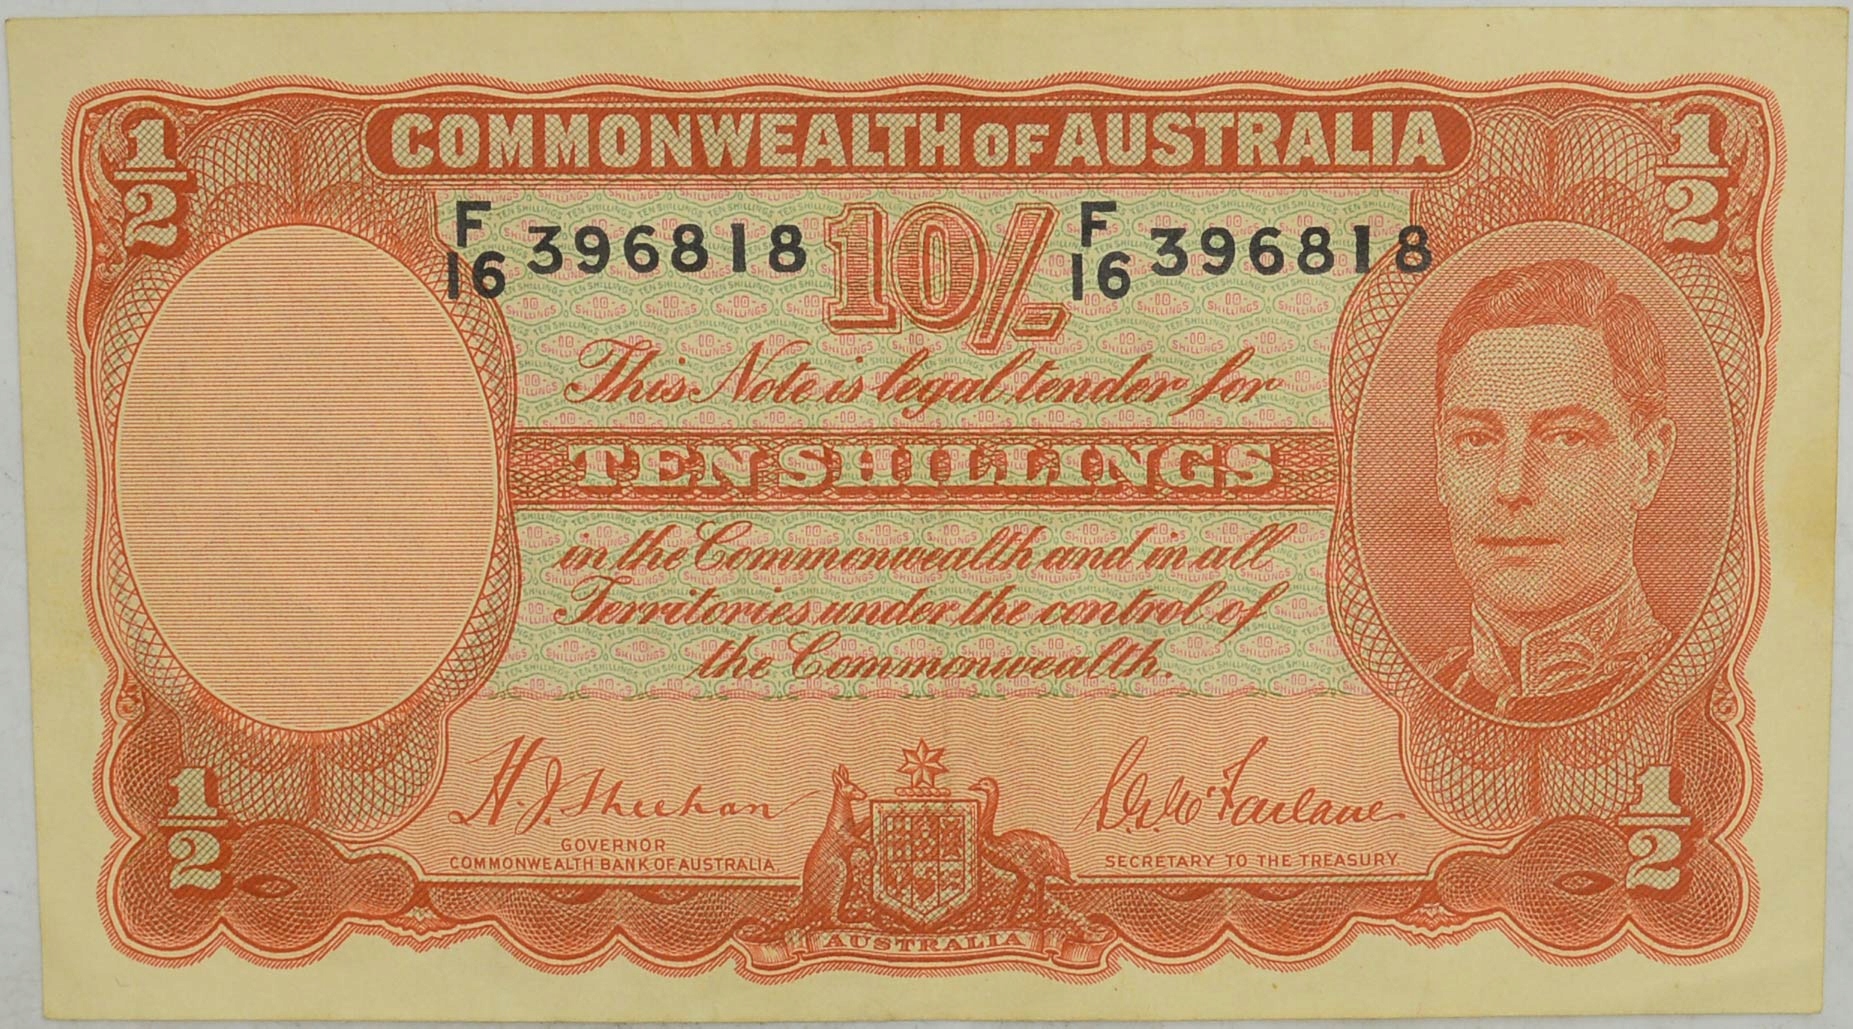 COMMONWEALTH OF AUSTRALIA
1/2
1/2
F/16 396818
10/-
F/16 396818
This Note is legal tender for
TEN SHILLINGS
in the Commonwealth and in all
Territories under the control of
the Commonwealth.
H.J. Sheehan
GOVERNOR
COMMONWEALTH BANK OF AUSTRALIA.
S.G. McFarlane
SECRETARY TO THE TREASURY.
1/2
1/2
AUSTRALIA